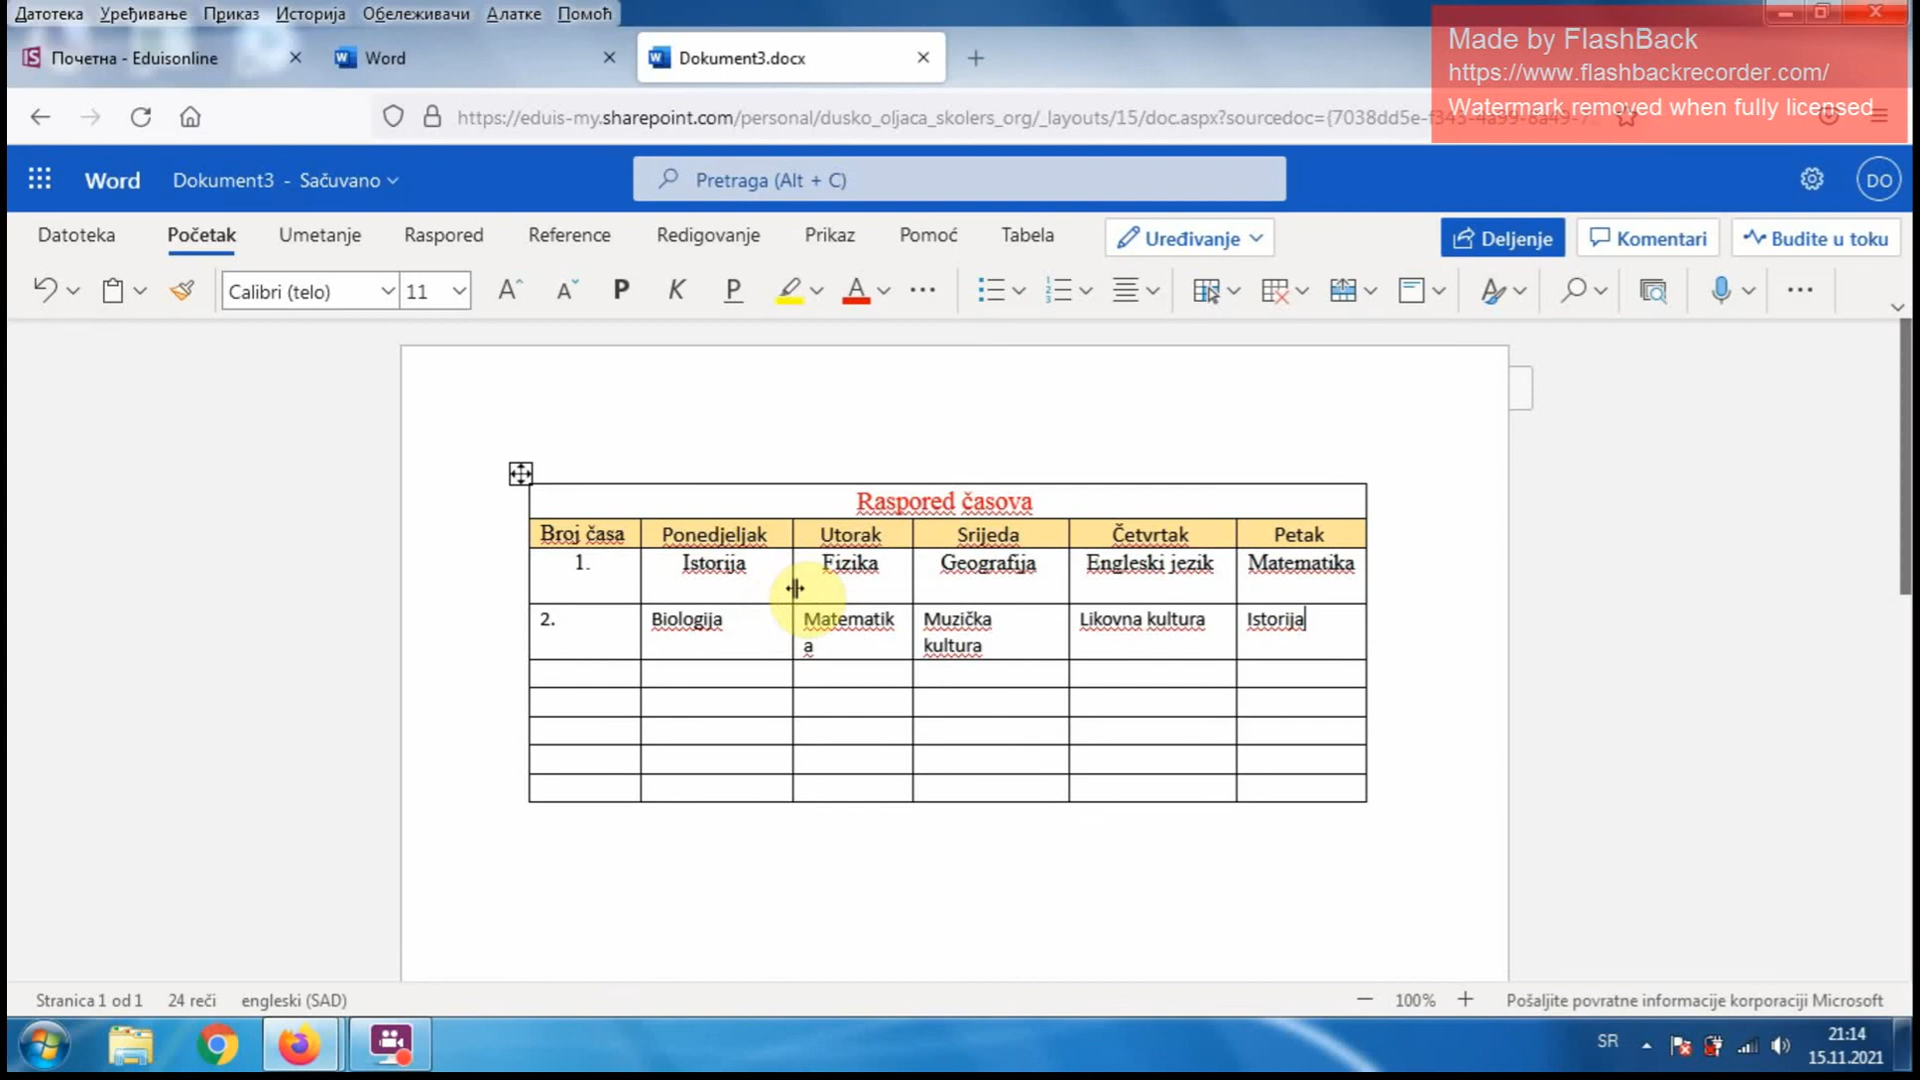 Датотека Уређивање Приказ Историја Обележивачи Алатке Помоћ
Made by FlashBack
https://www.flashbackrecorder.com/
Watermark removed when fully licensed
Почетна - Eduisonline
Word
Dokument3.docx
https://eduis-my.sharepoint.com/personal/dusko_oljaca_skolers_org/_layouts/15/doc.aspx?sourcedoc={7038dd5e-
Word Dokument3 - Sačuvano
Pretraga (Alt + C)
DO
Datoteka Početak Umetanje Raspored Reference Redigovanje Prikaz Pomoć Tabela Uređivanje Deljenje Komentari Budite u toku
Calibri (telo) 11 P K P
Raspored časova
Broj časa Ponedjeljak Utorak Srijeda Četvrtak Petak
1. Istorija Fizika Geografija Engleski jezik Matematika
2. Biologija Matematik Muzička Likovna kultura Istorija
a kultura
Stranica 1 od 1 24 reči engleski (SAD) 100% Pošaljite povratne informacije korporaciji Microsoft
SR
21:14
15.11.2021